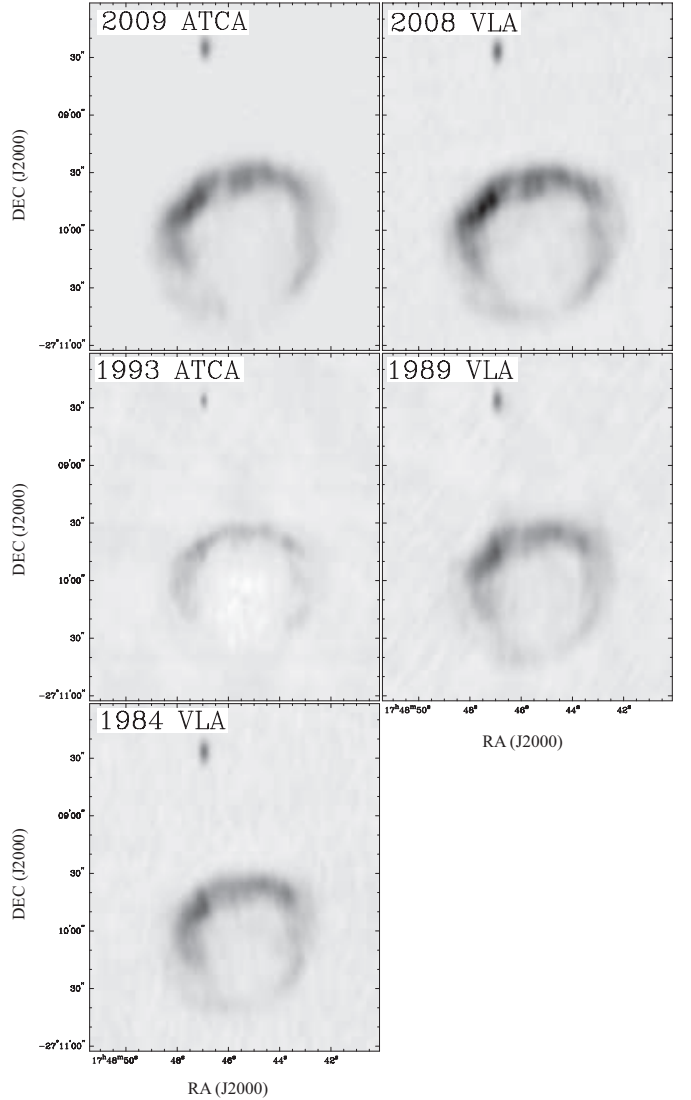 2009 ATCA
2008 VLA
DEC (J2000)
30"
09'00"
30"
10'00"
30"
-27°11'00"
1993 ATCA
1989 VLA
DEC (J2000)
30"
09'00"
30"
10'00"
30"
-27°11'00"
17ʰ48ᵐ50ˢ 48ˢ 46ˢ 44ˢ 42ˢ
RA (J2000)
1984 VLA
DEC (J2000)
30"
09'00"
30"
10'00"
30"
-27°11'00"
17ʰ48ᵐ50ˢ 48ˢ 46ˢ 44ˢ 42ˢ
RA (J2000)